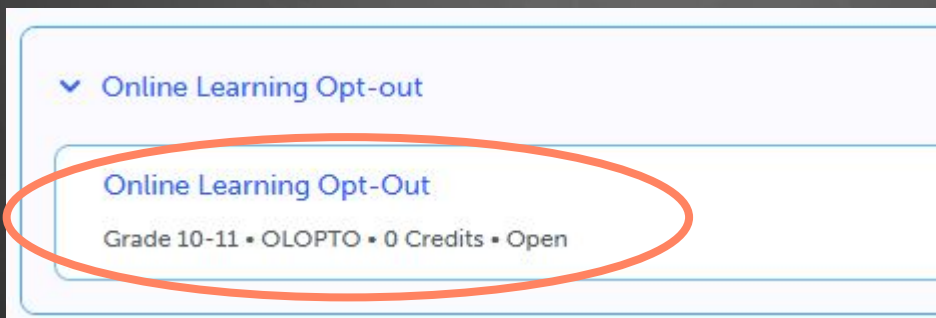 Online Learning Opt-out
Online Learning Opt-Out
Grade 10-11 • OLOPTO • 0 Credits • Open